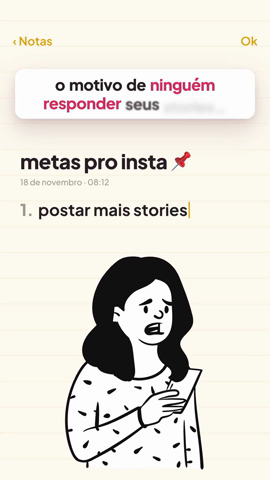 ‹ Notas
Ok
o motivo de ninguém
responder seus stories...
metas pro insta 📌
18 de novembro · 08:12
1. postar mais stories